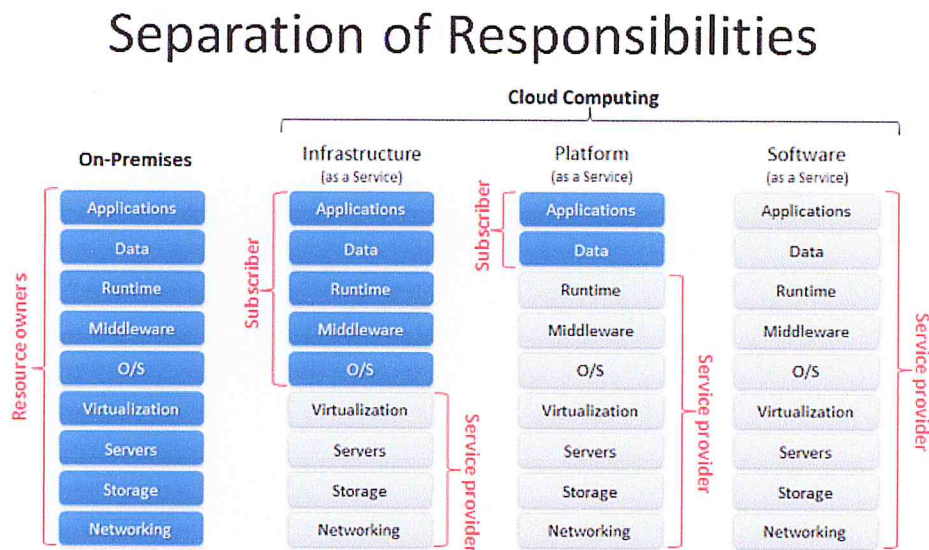 Separation of Responsibilities
Cloud Computing
On-Premises
Resource owners
Applications
Data
Runtime
Middleware
O/S
Virtualization
Servers
Storage
Networking
Infrastructure
(as a Service)
Subscriber
Applications
Data
Runtime
Middleware
O/S
Virtualization
Servers
Storage
Networking
Service provider
Platform
(as a Service)
Subscriber
Applications
Data
Runtime
Middleware
O/S
Virtualization
Servers
Storage
Networking
Service provider
Software
(as a Service)
Applications
Data
Runtime
Middleware
O/S
Virtualization
Servers
Storage
Networking
Service provider